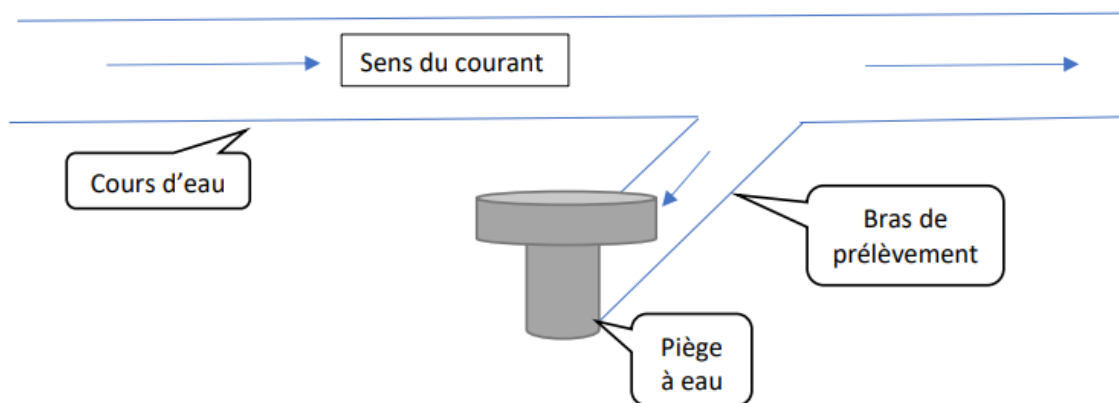 Sens du courant
Cours d’eau
Bras de
prélèvement
Piège
à eau